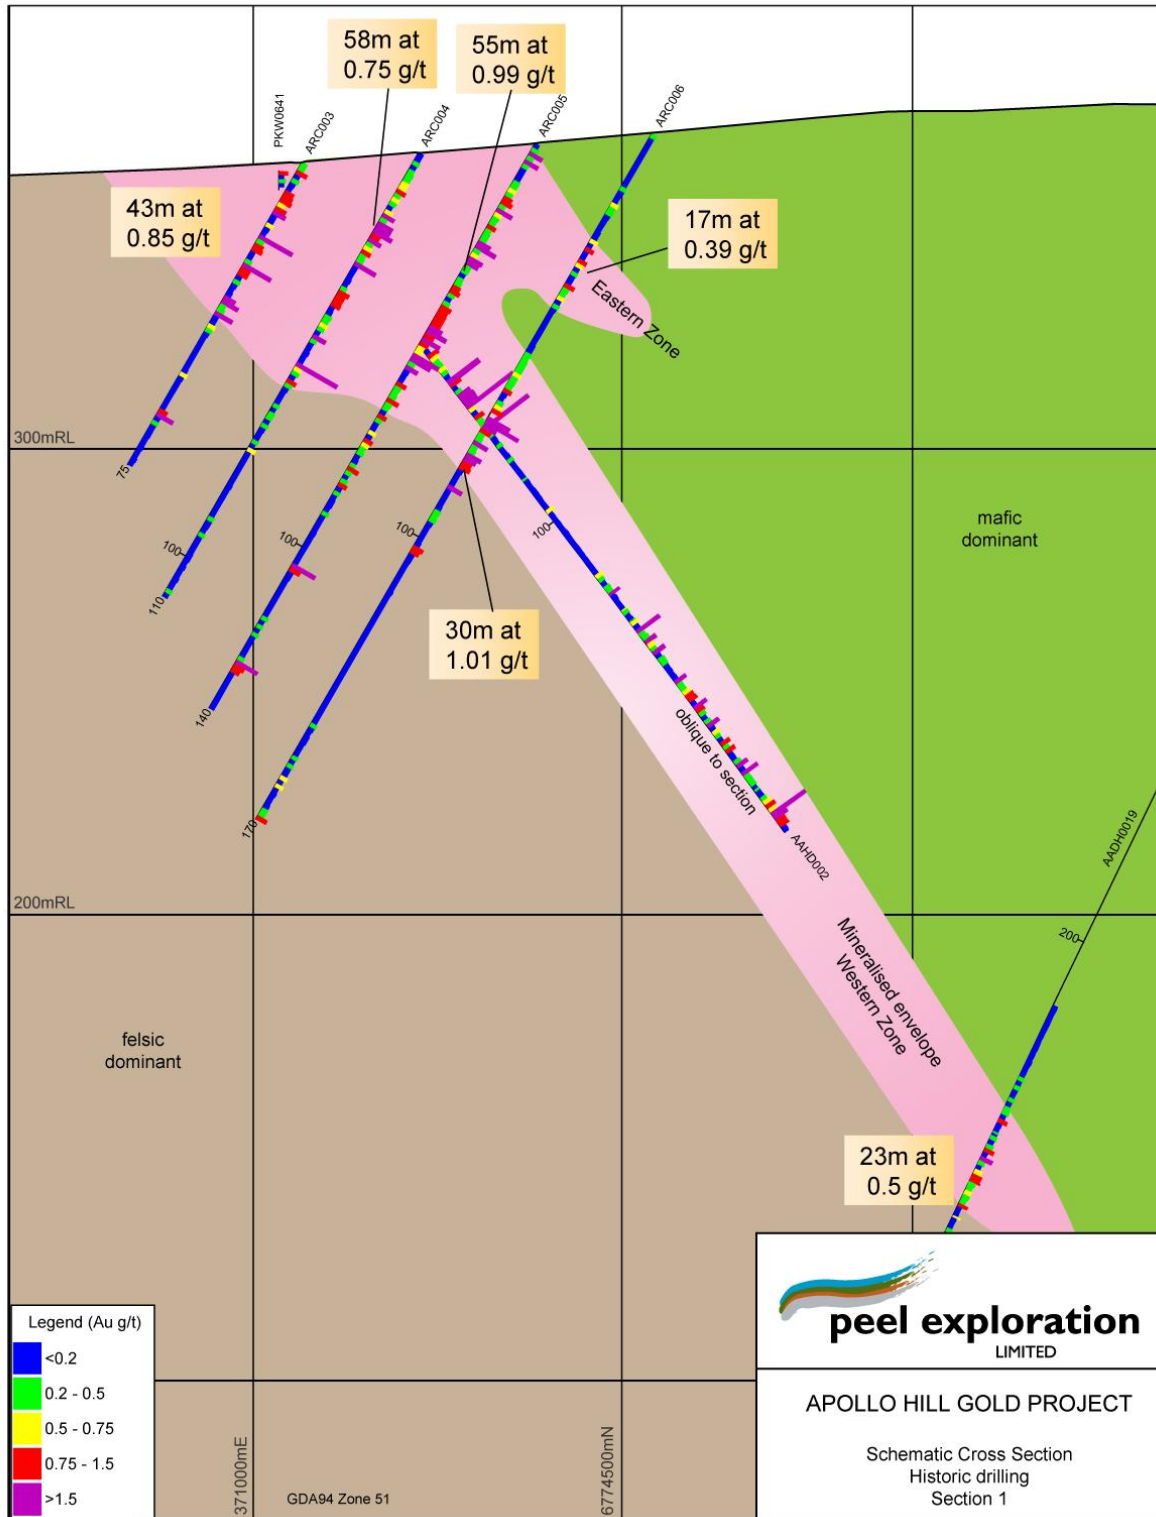 58m at
0.75 g/t
55m at
0.99 g/t
PKW0641
ARC003
ARC004
ARC005
ARC006
43m at
0.85 g/t
17m at
0.39 g/t
Eastern Zone
300mRL
75
100
110
100
140
100
170
100
mafic
dominant
30m at
1.01 g/t
oblique to section
AAHD002
AADH0019
200
200mRL
Mineralised envelope
Western Zone
felsic
dominant
23m at
0.5 g/t
Legend (Au g/t)
<0.2
0.2 - 0.5
0.5 - 0.75
0.75 - 1.5
>1.5
371000mE
GDA94 Zone 51
6774500mN
peel exploration
LIMITED
APOLLO HILL GOLD PROJECT
Schematic Cross Section
Historic drilling
Section 1